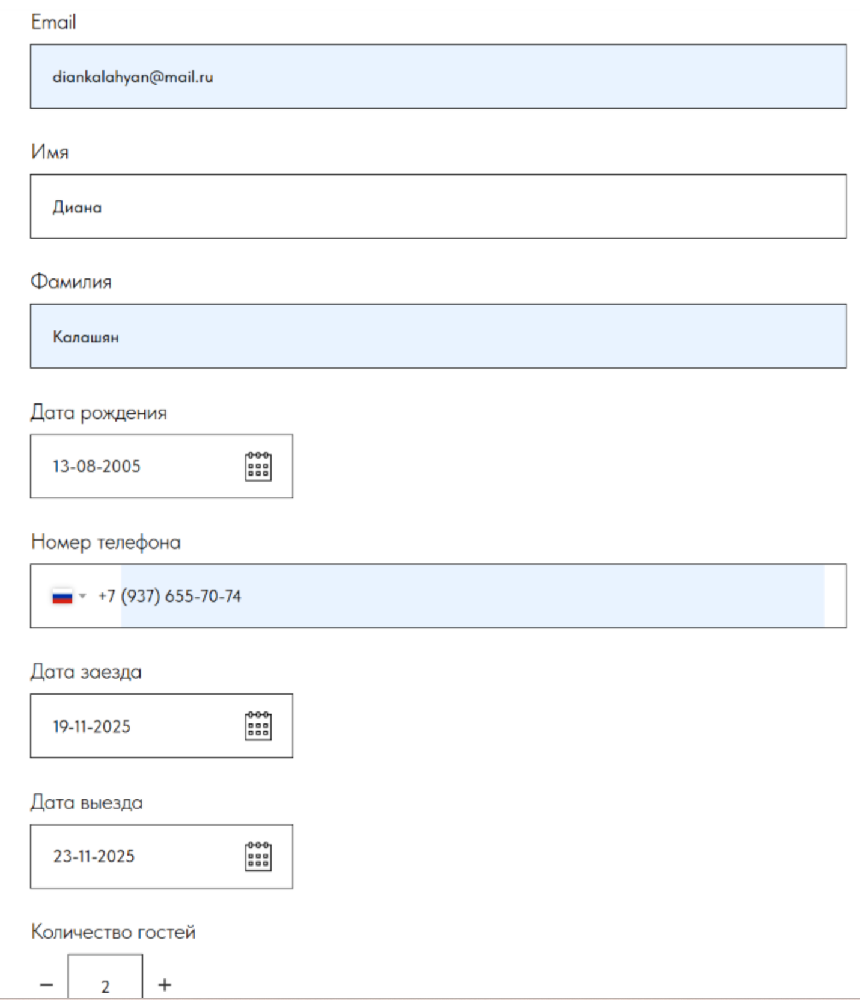 Email
diankalahyan@mail.ru
Имя
Диана
Фамилия
Калашян
Дата рождения
13-08-2005
Номер телефона
+7 (937) 655-70-74
Дата заезда
19-11-2025
Дата выезда
23-11-2025
Количество гостей
− 2 +